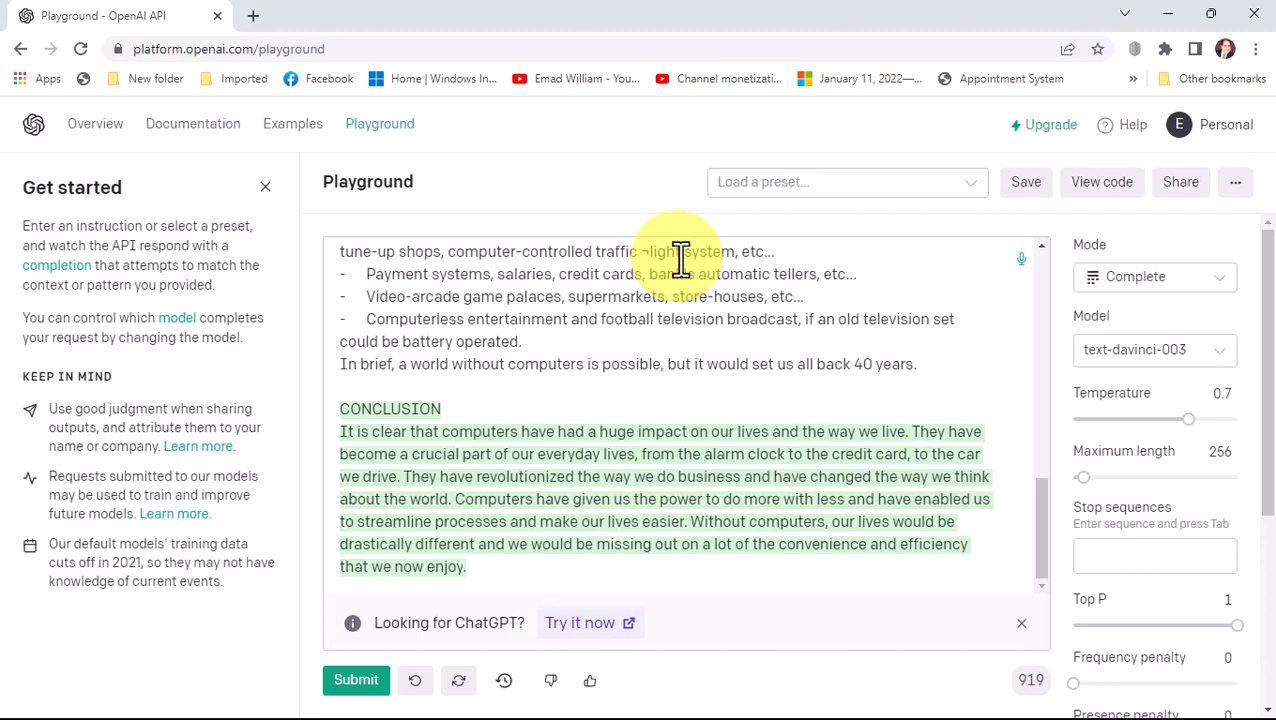 Playground - OpenAI API
platform.openai.com/playground
Apps
New folder
Imported
Facebook
Home | Windows In...
Emad William - You...
Channel monetizati...
January 11, 2022—...
Appointment System
»
Other bookmarks
Overview
Documentation
Examples
Playground
Upgrade
Help
E
Personal
Get started
Enter an instruction or select a preset,
and watch the API respond with a
completion that attempts to match the
context or pattern you provided.
You can control which model completes
your request by changing the model.
KEEP IN MIND
Use good judgment when sharing
outputs, and attribute them to your
name or company. Learn more.
Requests submitted to our models
may be used to train and improve
future models. Learn more.
Our default models' training data
cuts off in 2021, so they may not have
knowledge of current events.
Playground
Load a preset...
Save
View code
Share
...
tune-up shops, computer-controlled traffic ¬light system, etc...
- Payment systems, salaries, credit cards, banks automatic tellers, etc...
- Video-arcade game palaces, supermarkets, store-houses, etc...
- Computerless entertainment and football television broadcast, if an old television set
could be battery operated.
In brief, a world without computers is possible, but it would set us all back 40 years.
CONCLUSION
It is clear that computers have had a huge impact on our lives and the way we live. They have
become a crucial part of our everyday lives, from the alarm clock to the credit card, to the car
we drive. They have revolutionized the way we do business and have changed the way we think
about the world. Computers have given us the power to do more with less and have enabled us
to streamline processes and make our lives easier. Without computers, our lives would be
drastically different and we would be missing out on a lot of the convenience and efficiency
that we now enjoy.
Looking for ChatGPT?
Try it now
Submit
919
Mode
Complete
Model
text-davinci-003
Temperature
0.7
Maximum length
256
Stop sequences
Enter sequence and press Tab
Top P
1
Frequency penalty
0
Presence penalty
0